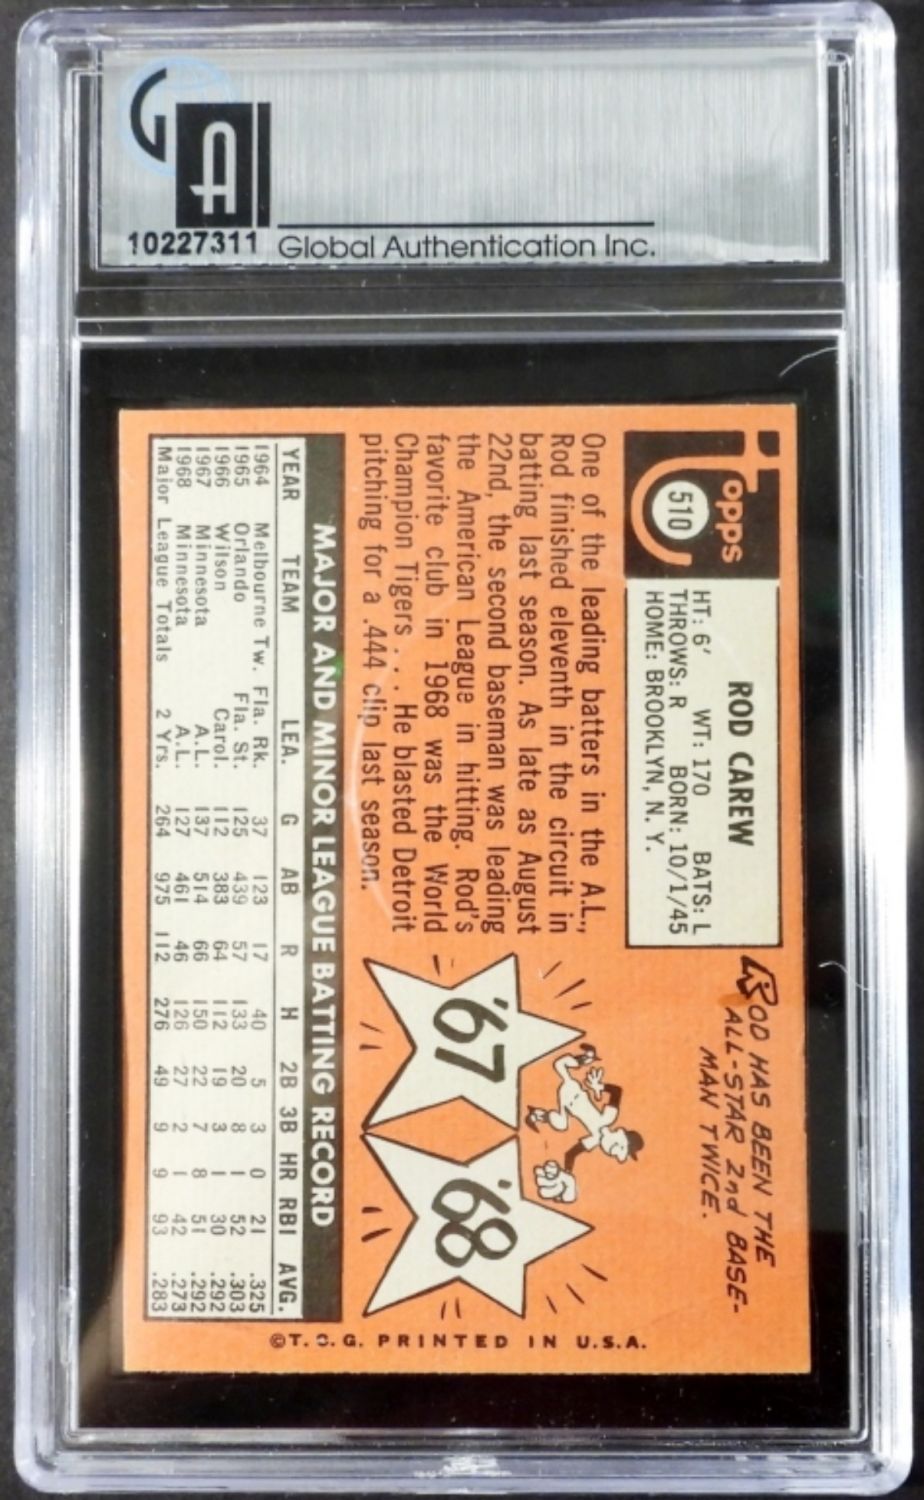 GA
10227311
Global Authentication Inc.
Topps
510
ROD CAREW
HT: 6' WT: 170 BATS: L
THROWS: R BORN: 10/1/45
HOME: BROOKLYN, N. Y.
One of the leading batters in the A.L.,
Rod finished eleventh in the circuit in
batting last season. As late as August
22nd, the second baseman was leading
the American League in hitting. Rod's
favorite club in 1968 was the World
Champion Tigers . . . He blasted Detroit
pitching for a .444 clip last season.
ROD HAS BEEN THE
ALL-STAR 2nd BASE-
MAN TWICE.
'67
'68
MAJOR AND MINOR LEAGUE BATTING RECORD
YEAR TEAM LEA. G AB R H 2B 3B HR RBI AVG.
1964 Melbourne Tw. Fla. Rk. 37 123 17 40 5 3 0 21 .325
1965 Orlando Fla. St. 125 439 57 133 20 8 1 52 .303
1966 Wilson Carol. 112 383 64 112 19 3 1 30 .292
1967 Minnesota A.L. 137 514 66 150 22 7 8 51 .292
1968 Minnesota A.L. 127 461 46 126 27 2 1 42 .273
Major League Totals 2 Yrs. 264 975 112 276 49 9 9 93 .283
©T.C.G. PRINTED IN U.S.A.